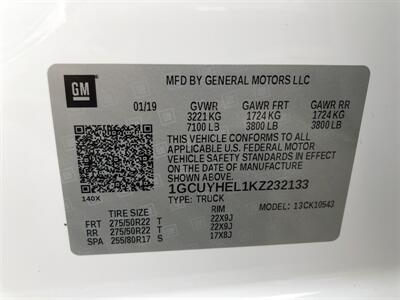 GM
MFD BY GENERAL MOTORS LLC
01/19 GVWR GAWR FRT GAWR RR
3221 KG 1724 KG 1724 KG
7100 LB 3800 LB 3800 LB
THIS VEHICLE CONFORMS TO ALL
APPLICABLE U.S. FEDERAL MOTOR
VEHICLE SAFETY STANDARDS IN EFFECT ON
THE DATE OF MANUFACTURE SHOWN ABOVE.
1GCUYHEL1KZ232133
140X TYPE: TRUCK MODEL: 13CK10543
TIRE SIZE RIM
FRT 275/50R22 T 22X9J
RR 275/50R22 T 22X9J
SPA 255/80R17 S 17X8J